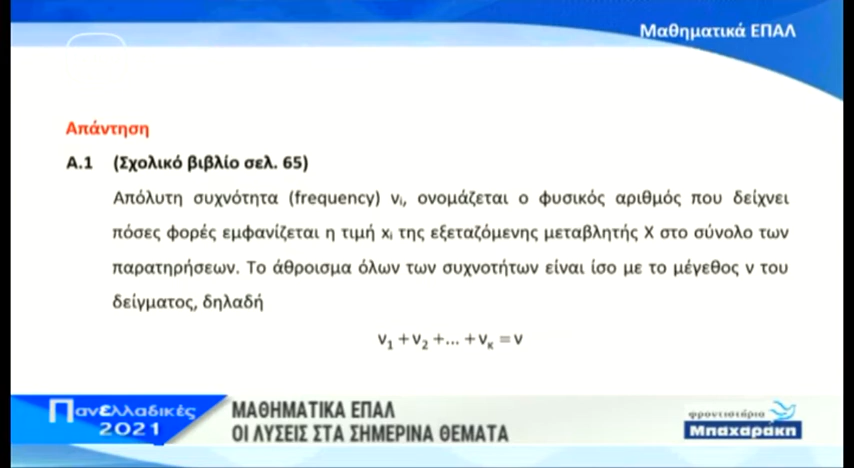 Μαθηματικά ΕΠΑΛ
Απάντηση
Α.1 (Σχολικό βιβλίο σελ. 65)
Απόλυτη συχνότητα (frequency) νᵢ, ονομάζεται ο φυσικός αριθμός που δείχνει
πόσες φορές εμφανίζεται η τιμή xᵢ της εξεταζόμενης μεταβλητής Χ στο σύνολο των
παρατηρήσεων. Το άθροισμα όλων των συχνοτήτων είναι ίσο με το μέγεθος ν του
δείγματος, δηλαδή
ν₁ + ν₂ + ... + νκ = ν
Πανελλαδικές
2021
ΜΑΘΗΜΑΤΙΚΑ ΕΠΑΛ
ΟΙ ΛΥΣΕΙΣ ΣΤΑ ΣΗΜΕΡΙΝΑ ΘΕΜΑΤΑ
φροντιστήρια
Μπαχαράκη